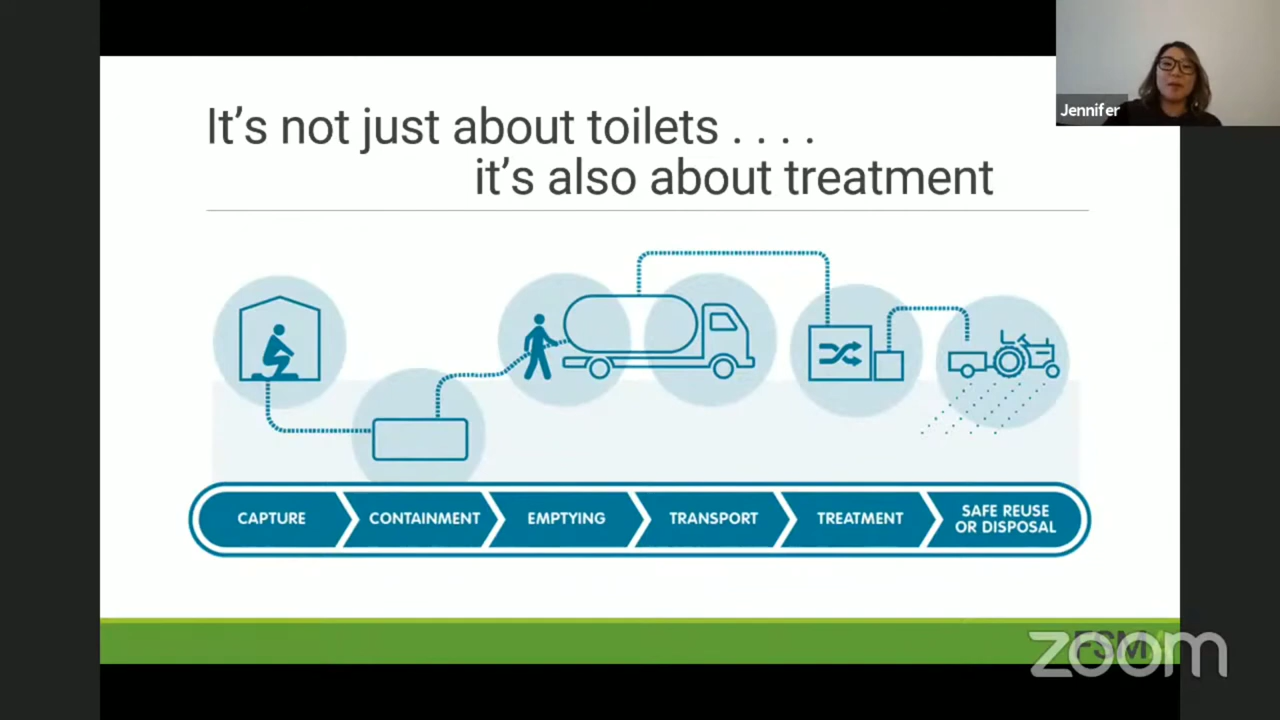 It's not just about toilets . . . .
it's also about treatment
Jennifer
CAPTURE
CONTAINMENT
EMPTYING
TRANSPORT
TREATMENT
SAFE REUSE
OR DISPOSAL
zoom